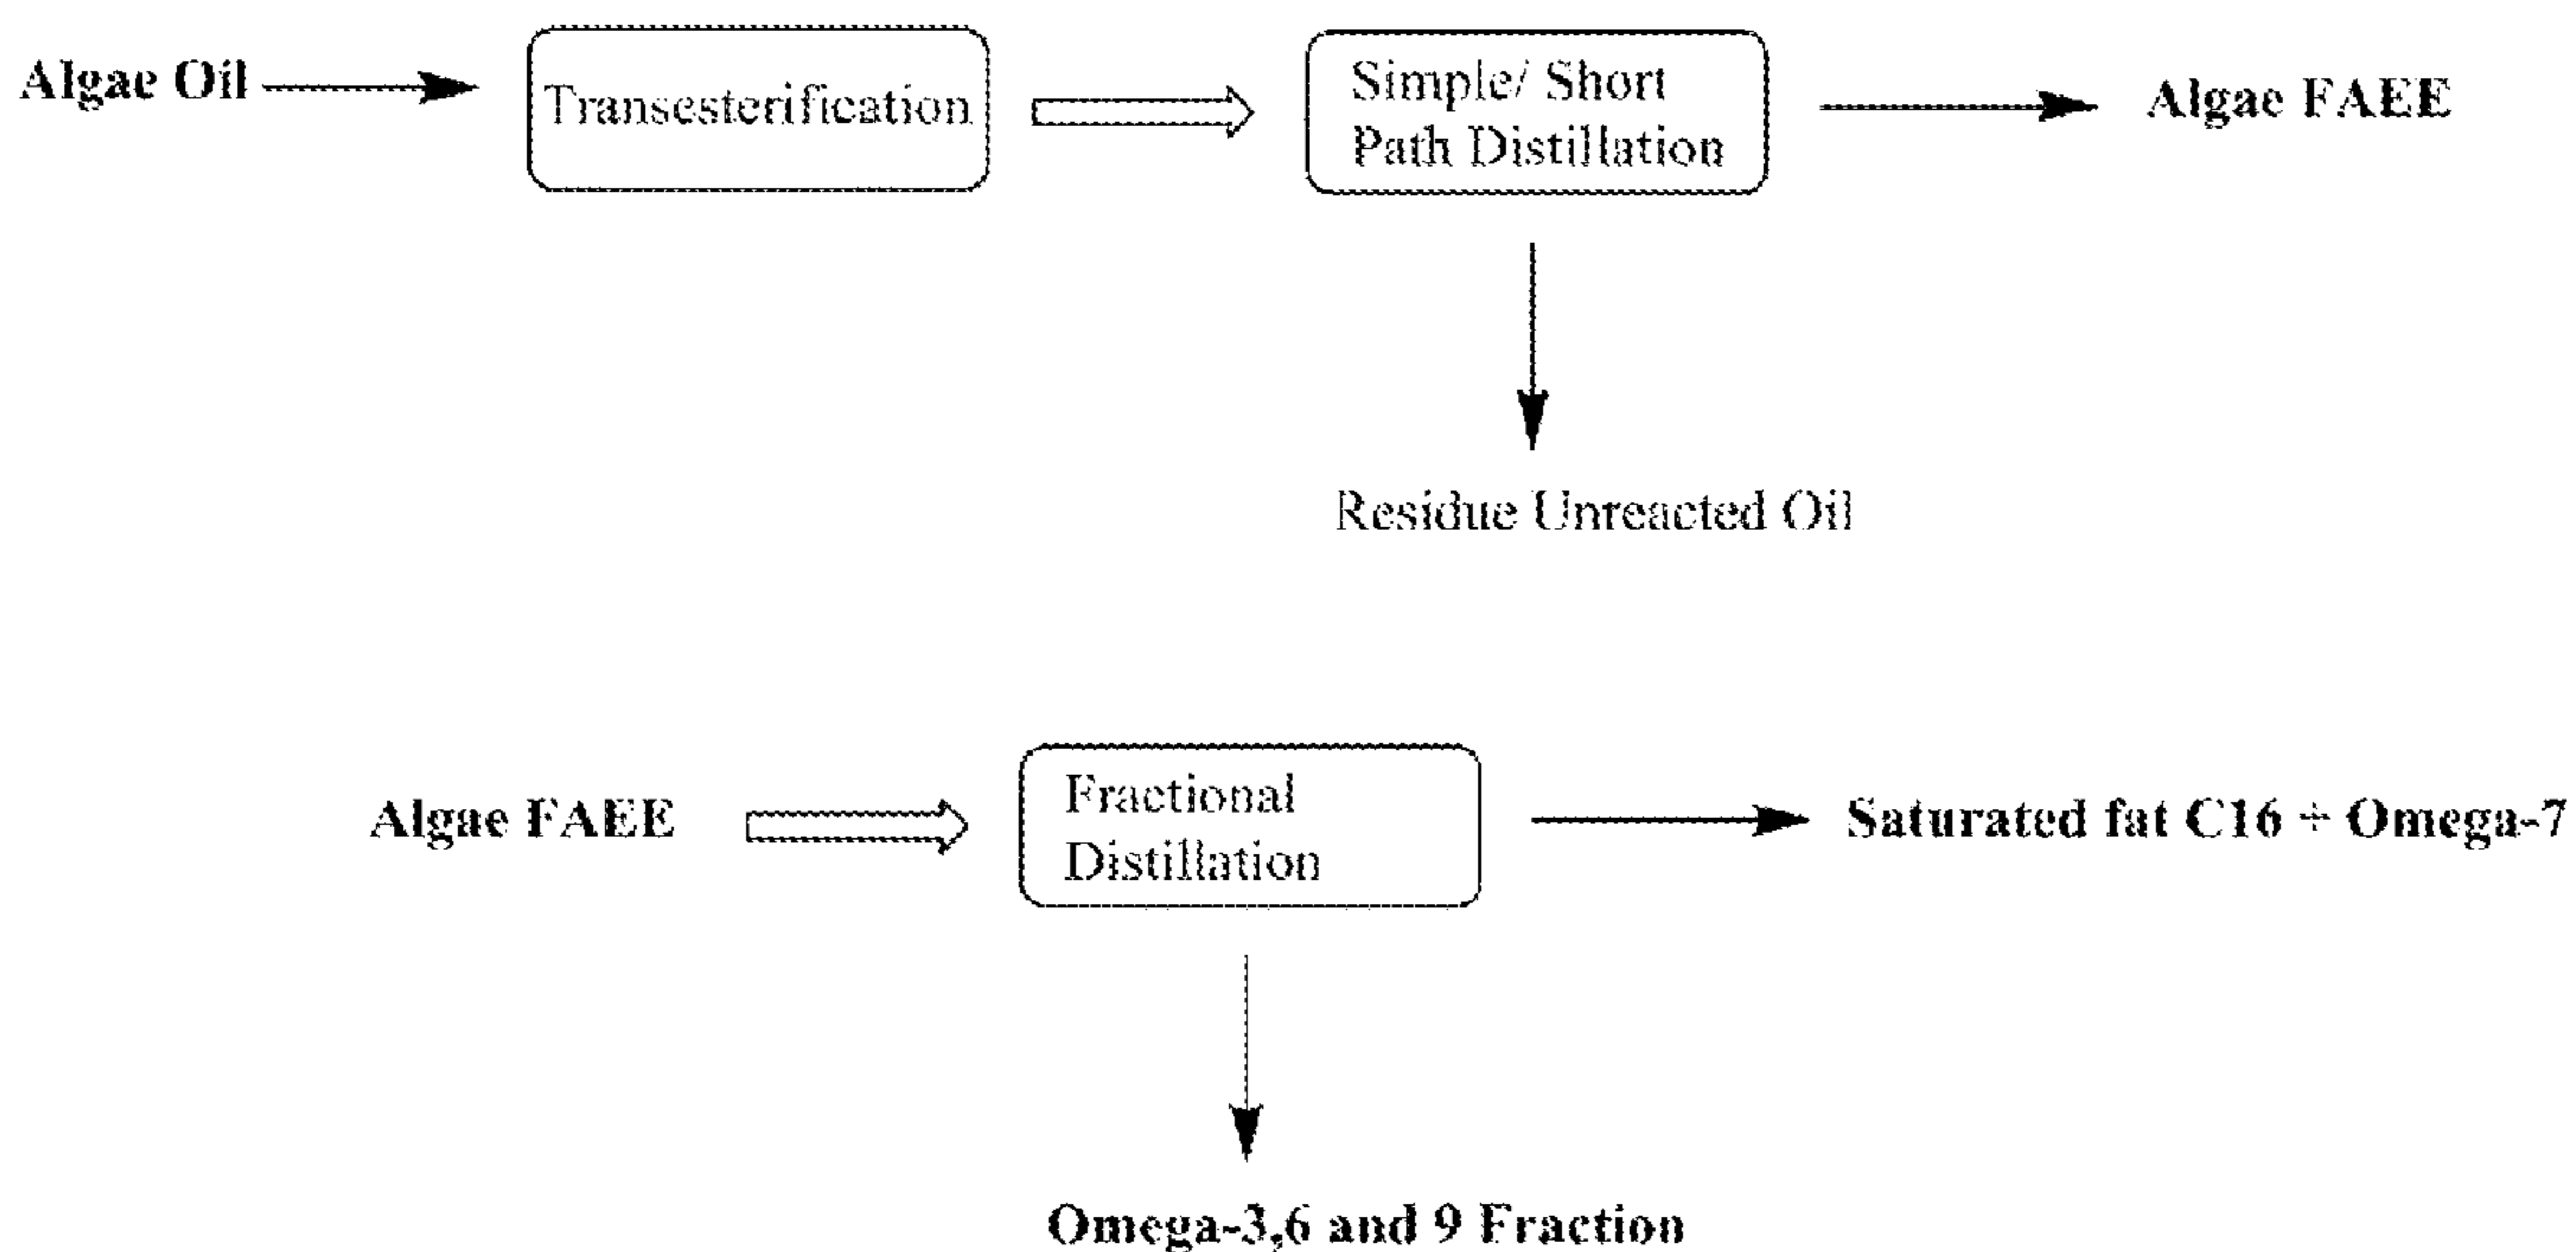 Algae Oil
Transesterification
Simple/ Short
Path Distillation
Algae FAEE
Residue Unreacted Oil
Algae FAEE
Fractional
Distillation
Saturated fat C16 + Omega-7
Omega-3,6 and 9 Fraction